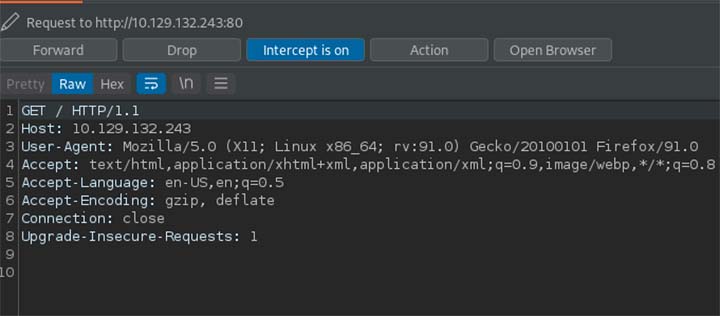 Request to http://10.129.132.243:80
Forward Drop Intercept is on Action Open Browser
Pretty Raw Hex \n
1 GET / HTTP/1.1
2 Host: 10.129.132.243
3 User-Agent: Mozilla/5.0 (X11; Linux x86_64; rv:91.0) Gecko/20100101 Firefox/91.0
4 Accept: text/html,application/xhtml+xml,application/xml;q=0.9,image/webp,*/*;q=0.8
5 Accept-Language: en-US,en;q=0.5
6 Accept-Encoding: gzip, deflate
7 Connection: close
8 Upgrade-Insecure-Requests: 1
9
10